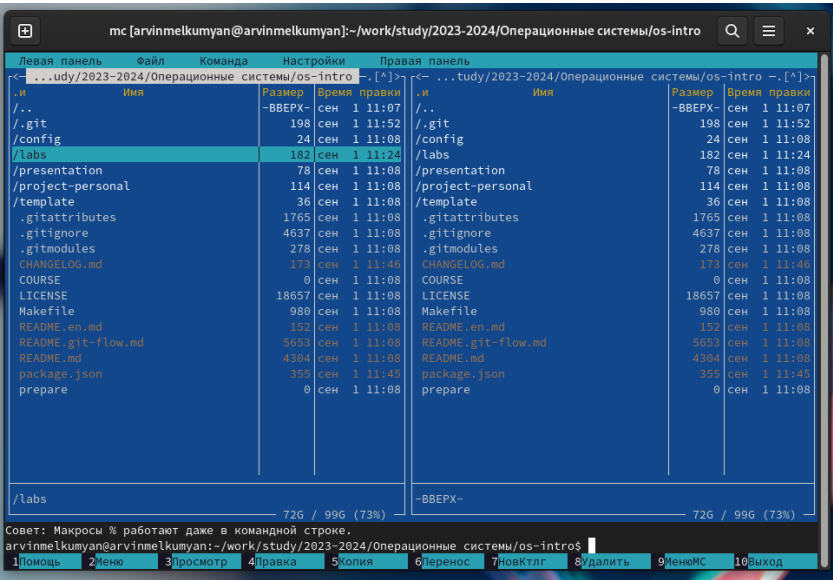 mc [arvinmelkumyan@arvinmelkumyan]:~/work/study/2023-2024/Операционные системы/os-intro
Левая панель Файл Команда Настройки Правая панель
<— ...udy/2023-2024/Операционные системы/os-intro —.[^]> <— ...tudy/2023-2024/Операционные системы/os-intro —.[^]>
.и Имя Размер Время правки .и Имя Размер Время правки
/.. -ВВЕРХ- сен 1 11:07 /.. -ВВЕРХ- сен 1 11:07
/.git 198 сен 1 11:52 /.git 198 сен 1 11:52
/config 24 сен 1 11:08 /config 24 сен 1 11:08
/labs 182 сен 1 11:24 /labs 182 сен 1 11:24
/presentation 78 сен 1 11:08 /presentation 78 сен 1 11:08
/project-personal 114 сен 1 11:08 /project-personal 114 сен 1 11:08
/template 36 сен 1 11:08 /template 36 сен 1 11:08
.gitattributes 1765 сен 1 11:08 .gitattributes 1765 сен 1 11:08
.gitignore 4637 сен 1 11:08 .gitignore 4637 сен 1 11:08
.gitmodules 278 сен 1 11:08 .gitmodules 278 сен 1 11:08
CHANGELOG.md 173 сен 1 11:46 CHANGELOG.md 173 сен 1 11:46
COURSE 0 сен 1 11:08 COURSE 0 сен 1 11:08
LICENSE 18657 сен 1 11:08 LICENSE 18657 сен 1 11:08
Makefile 980 сен 1 11:08 Makefile 980 сен 1 11:08
README.en.md 152 сен 1 11:08 README.en.md 152 сен 1 11:08
README.git-flow.md 5653 сен 1 11:08 README.git-flow.md 5653 сен 1 11:08
README.md 4304 сен 1 11:08 README.md 4304 сен 1 11:08
package.json 355 сен 1 11:45 package.json 355 сен 1 11:45
prepare 0 сен 1 11:08 prepare 0 сен 1 11:08
/labs -ВВЕРХ-
72G / 99G (73%) 72G / 99G (73%)
Совет: Макросы % работают даже в командной строке.
arvinmelkumyan@arvinmelkumyan:~/work/study/2023-2024/Операционные системы/os-intro$
1Помощь 2Меню 3Просмотр 4Правка 5Копия 6Перенос 7НовКтлг 8Удалить 9МенюMC 10Выход